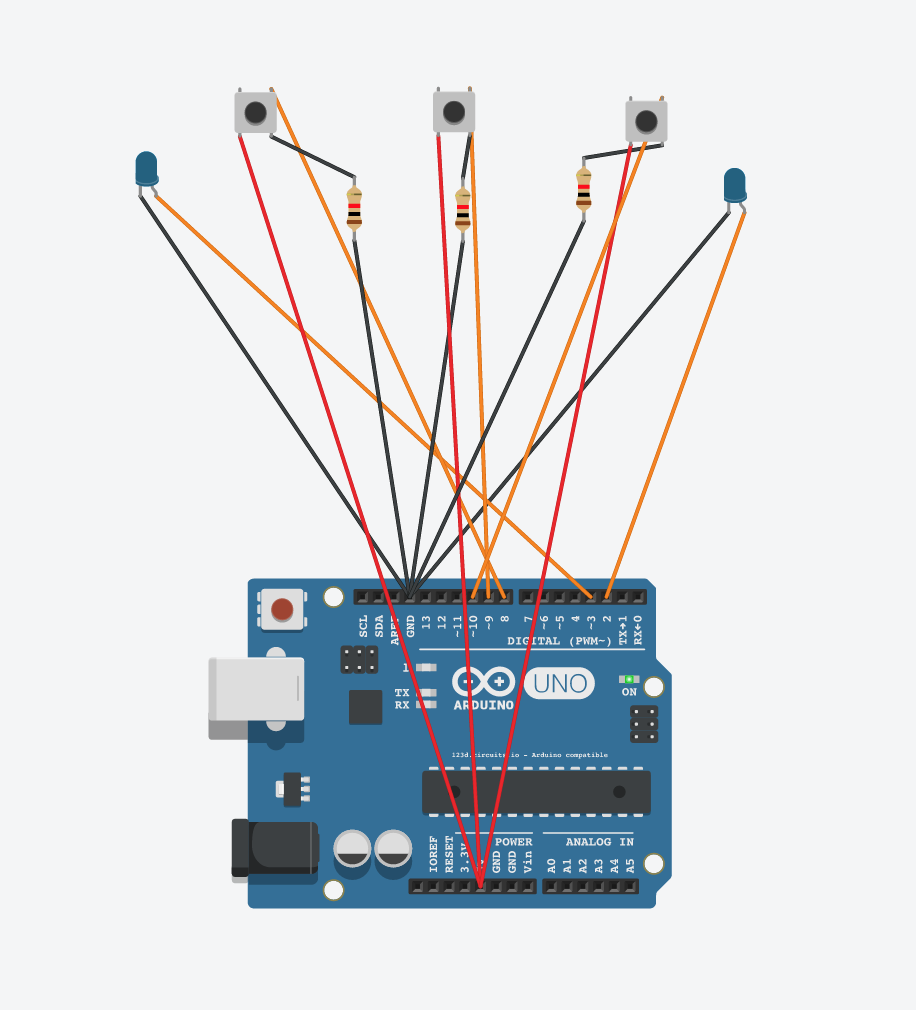 SCL
SDA
AREF
GND
13
12
~11
~10
~9
8
7
~6
~5
4
~3
2
TX→1
RX←0
DIGITAL (PWM~)
TX
RX
ARDUINO
UNO
ON
123d.circuits.io - Arduino compatible
POWER
ANALOG IN
IOREF
RESET
3.3V
GND
GND
Vin
A0
A1
A2
A3
A4
A5